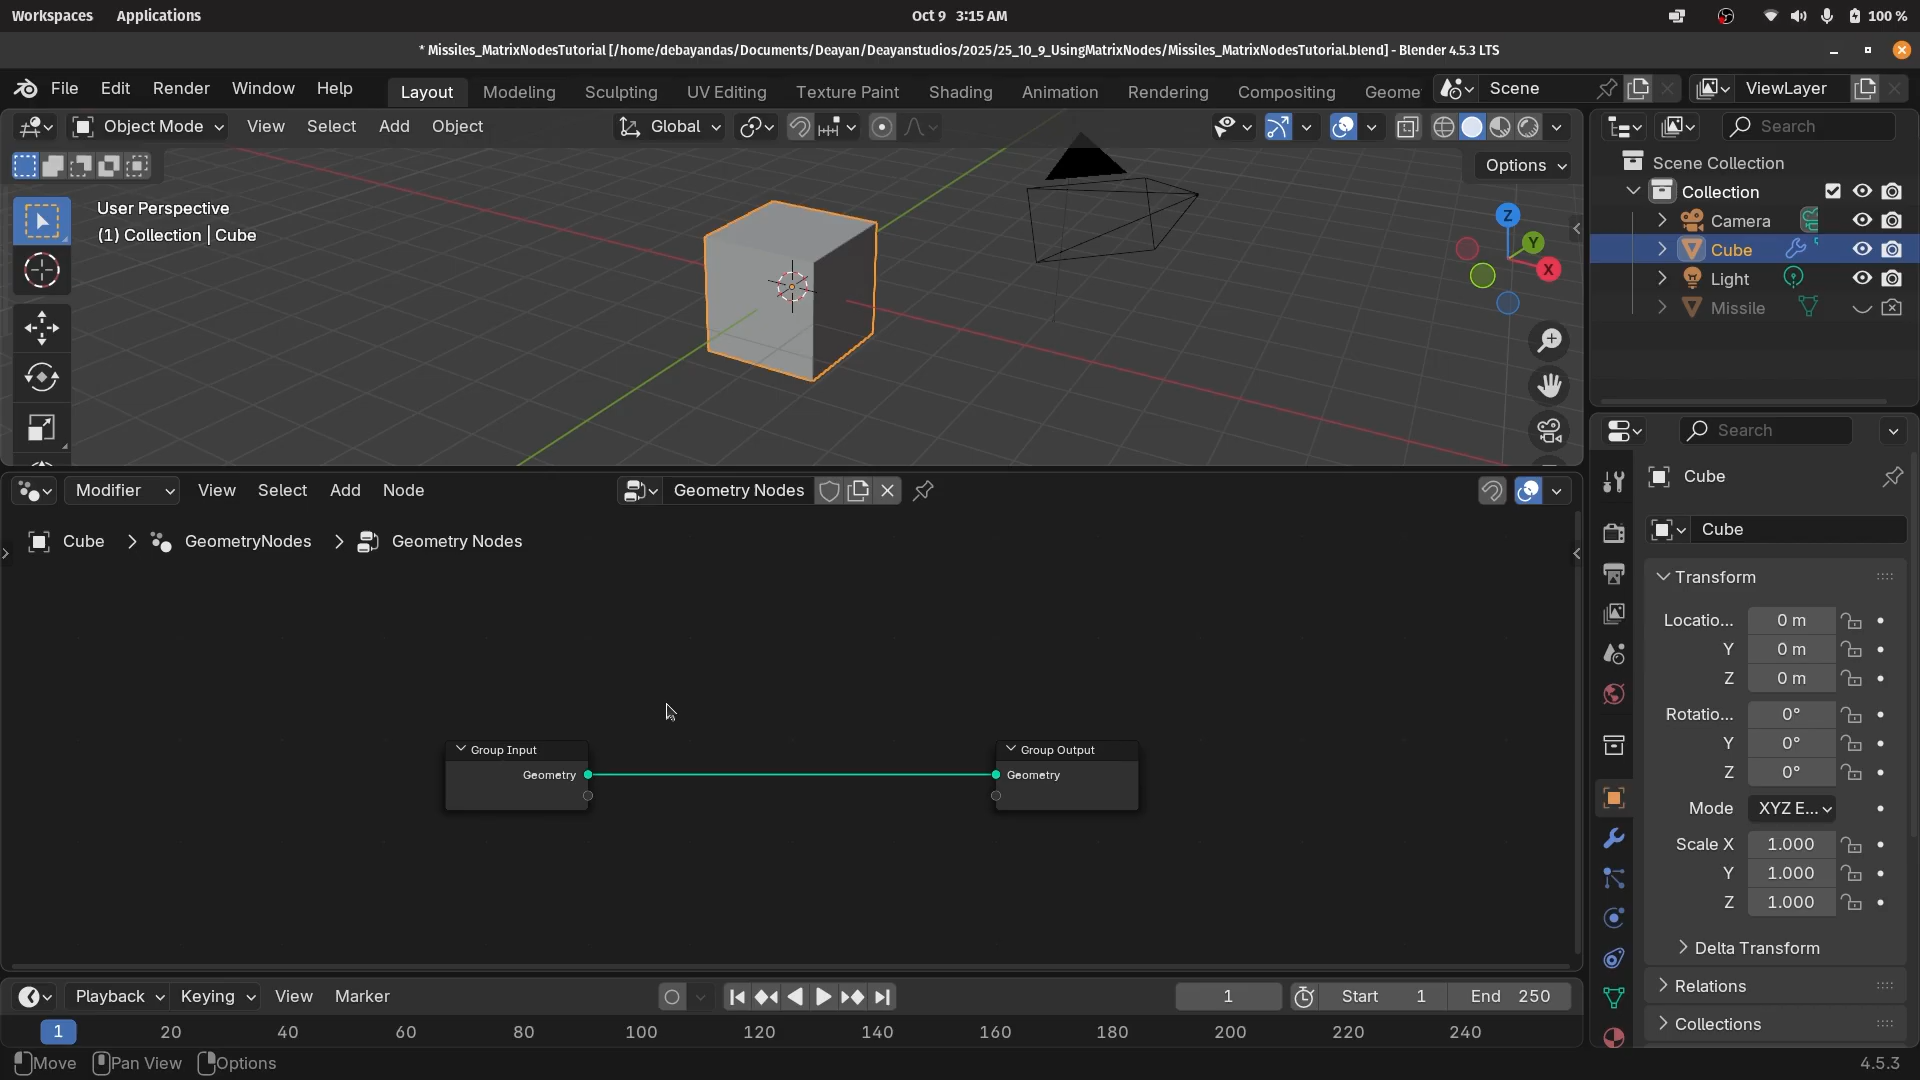 Workspaces Applications Oct 9 3:15 AM 100 %
* Missiles_MatrixNodesTutorial [/home/debayandas/Documents/Deayan/Deayanstudios/2025/25_10_9_UsingMatrixNodes/Missiles_MatrixNodesTutorial.blend] - Blender 4.5.3 LTS
File Edit Render Window Help Layout Modeling Sculpting UV Editing Texture Paint Shading Animation Rendering Compositing Geome Scene ViewLayer
Object Mode View Select Add Object Global Search
Options
User Perspective
(1) Collection | Cube
Z
Y
X
Scene Collection
Collection
Camera
Cube
Light
Missile
Search
Modifier View Select Add Node Geometry Nodes
Cube > GeometryNodes > Geometry Nodes
Group Input
Geometry
Group Output
Geometry
Cube
Cube
Transform
Locatio... 0 m
Y 0 m
Z 0 m
Rotatio... 0°
Y 0°
Z 0°
Mode XYZ E...
Scale X 1.000
Y 1.000
Z 1.000
Delta Transform
Relations
Collections
Playback Keying View Marker 1 Start 1 End 250
1 20 40 60 80 100 120 140 160 180 200 220 240
Move Pan View Options 4.5.3